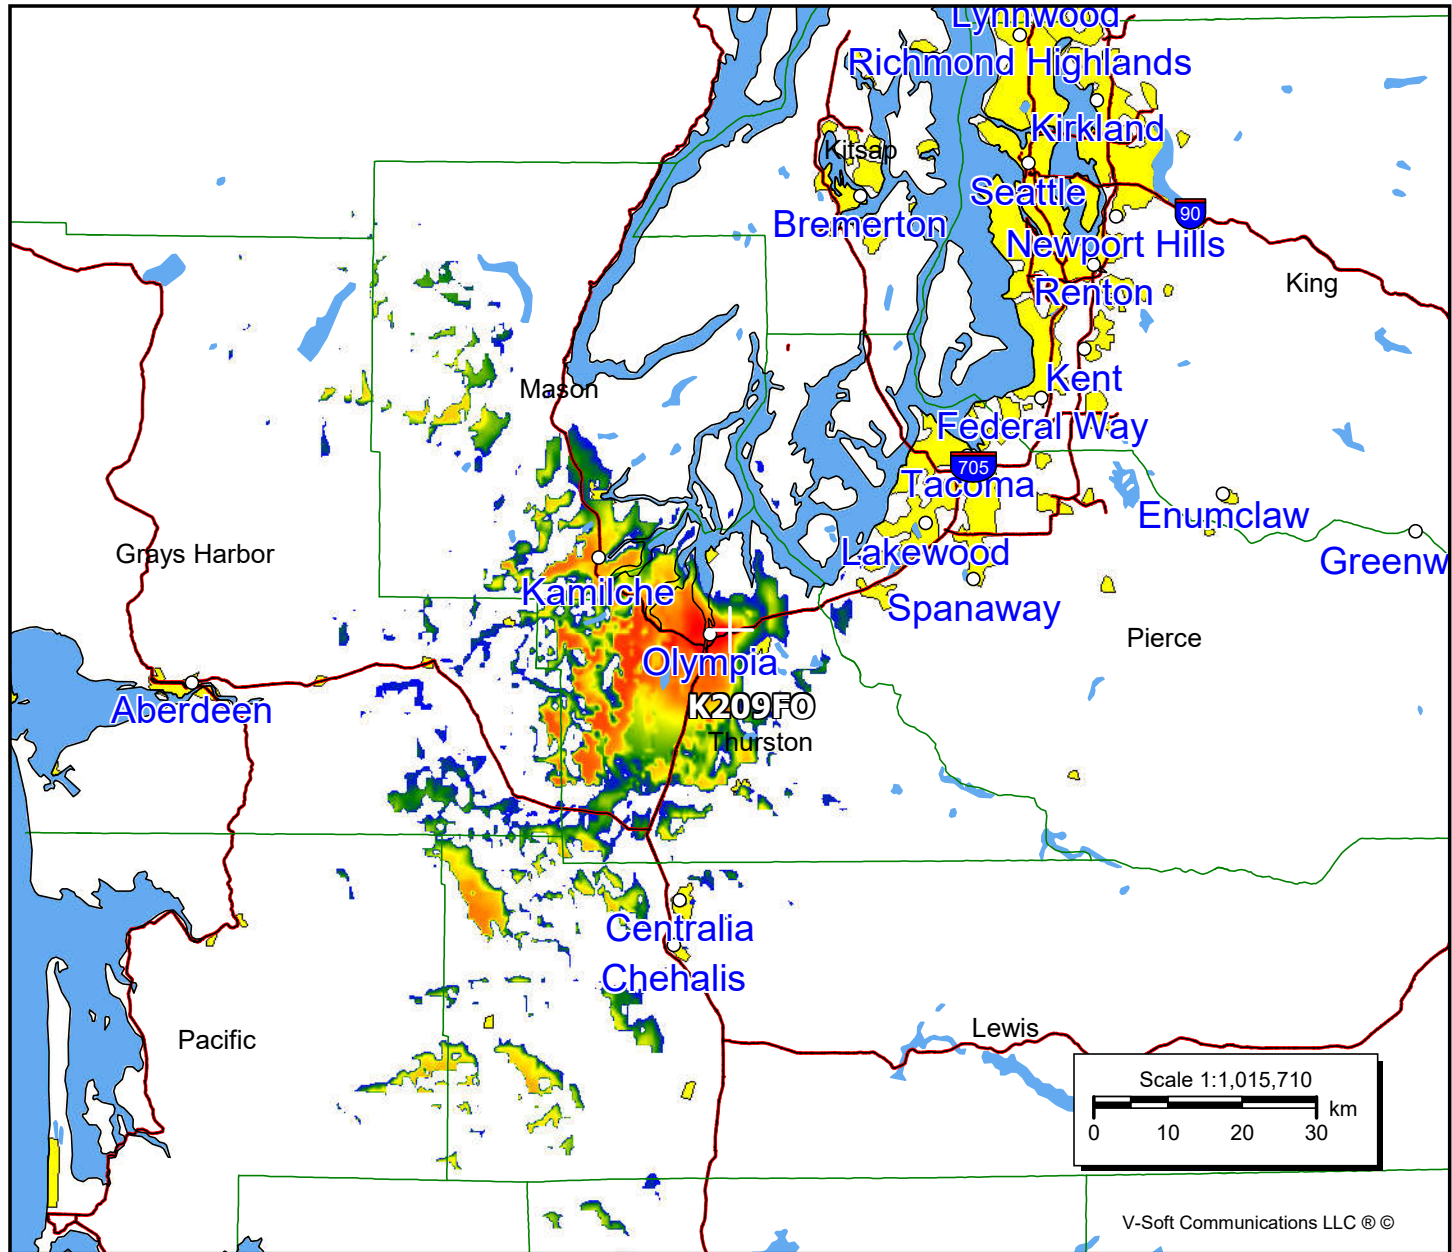 Lynnwood
Richmond Highlands
Kirkland
Kitsap
Seattle
Bremerton
90
Newport Hills
King
Renton
Mason
Kent
Federal Way
705
Tacoma
Enumclaw
Grays Harbor
Lakewood
Greenw
Kamilche
Spanaway
Pierce
Olympia
K209FO
Aberdeen
Thurston
Centralia
Chehalis
Pacific
Lewis
Scale 1:1,015,710
km
0 10 20 30
V-Soft Communications LLC ® ©